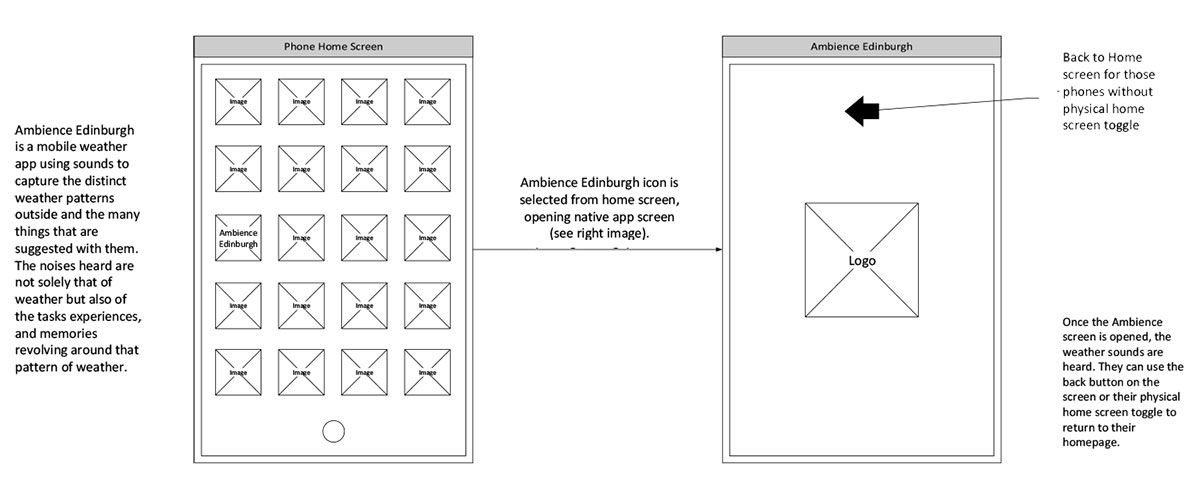 Phone Home Screen
Ambience Edinburgh
Ambience Edinburgh
is a mobile weather
app using sounds to
capture the distinct
weather patterns
outside and the many
things that are
suggested with them.
The noises heard are
not solely that of
weather but also of
the tasks experiences,
and memories
revolving around that
pattern of weather.
Image
Image
Image
Image
Image
Image
Image
Image
Ambience
Edinburgh
Image
Image
Image
Image
Image
Image
Image
Image
Image
Image
Image
Ambience Edinburgh icon is
selected from home screen,
opening native app screen
(see right image).
Logo
Back to Home
screen for those
phones without
physical home
screen toggle
Once the Ambience
screen is opened, the
weather sounds are
heard. They can use the
back button on the
screen or their physical
home screen toggle to
return to their
homepage.